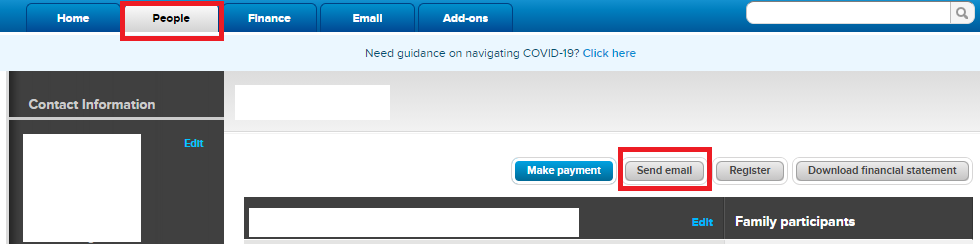 Home People Finance Email Add-ons
Need guidance on navigating COVID-19? Click here
Contact Information
Edit
Make payment Send email Register Download financial statement
Edit Family participants